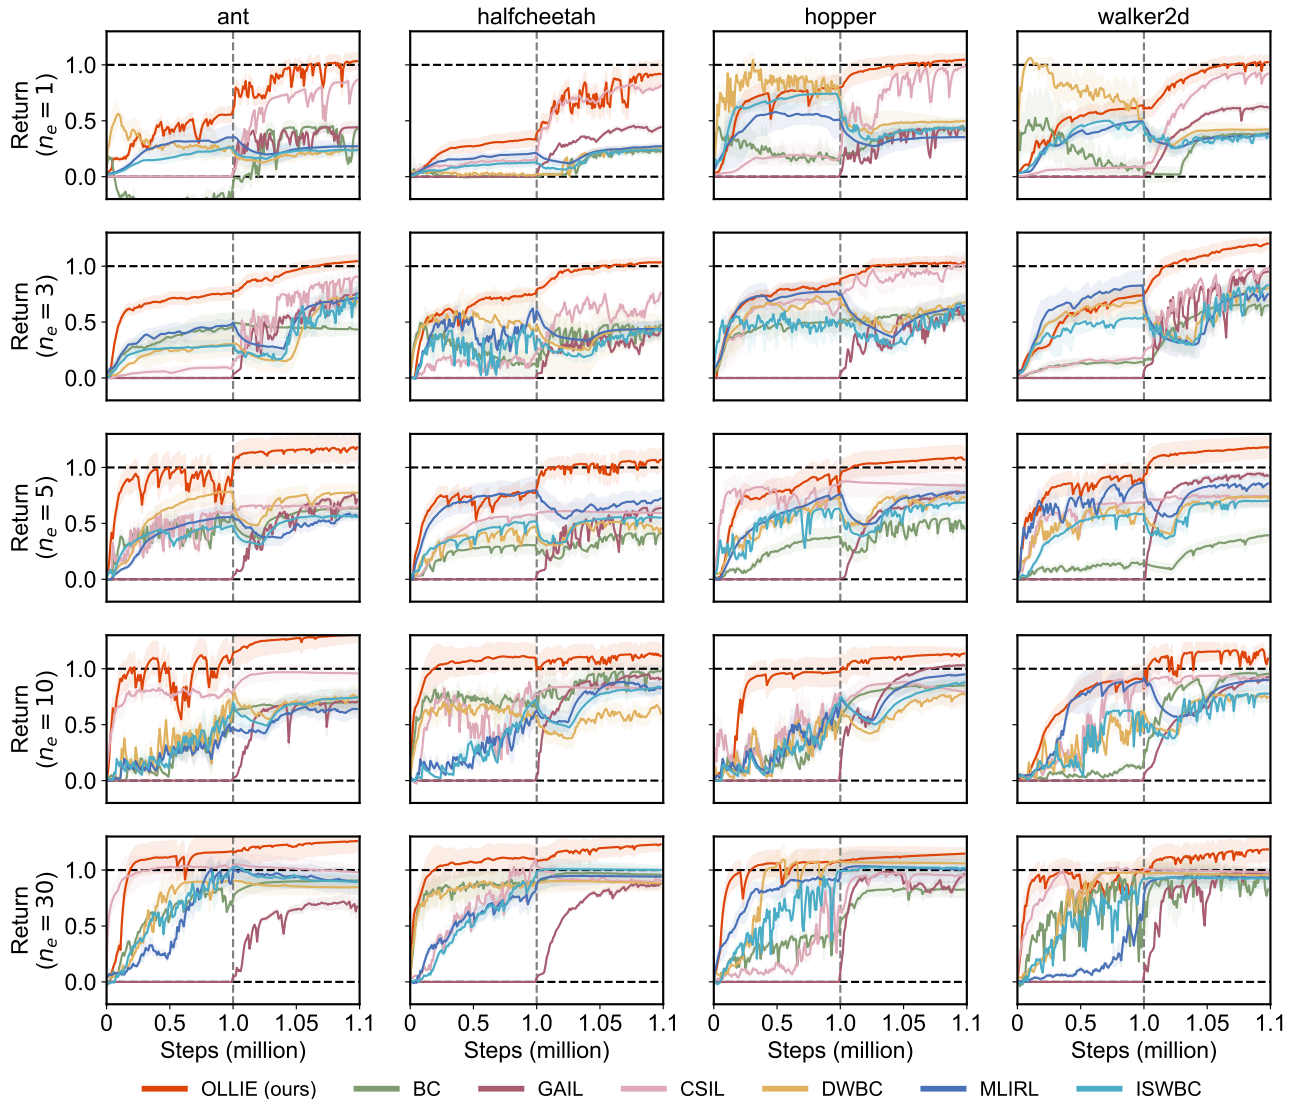 ant halfcheetah hopper walker2d
Return
(nₑ = 1)
1.0
0.5
0.0
Return
(nₑ = 3)
1.0
0.5
0.0
Return
(nₑ = 5)
1.0
0.5
0.0
Return
(nₑ = 10)
1.0
0.5
0.0
Return
(nₑ = 30)
1.0
0.5
0.0
0 0.5 1.0 1.05 1.1 0 0.5 1.0 1.05 1.1 0 0.5 1.0 1.05 1.1 0 0.5 1.0 1.05 1.1
Steps (million) Steps (million) Steps (million) Steps (million)
OLLIE (ours) BC GAIL CSIL DWBC MLIRL ISWBC